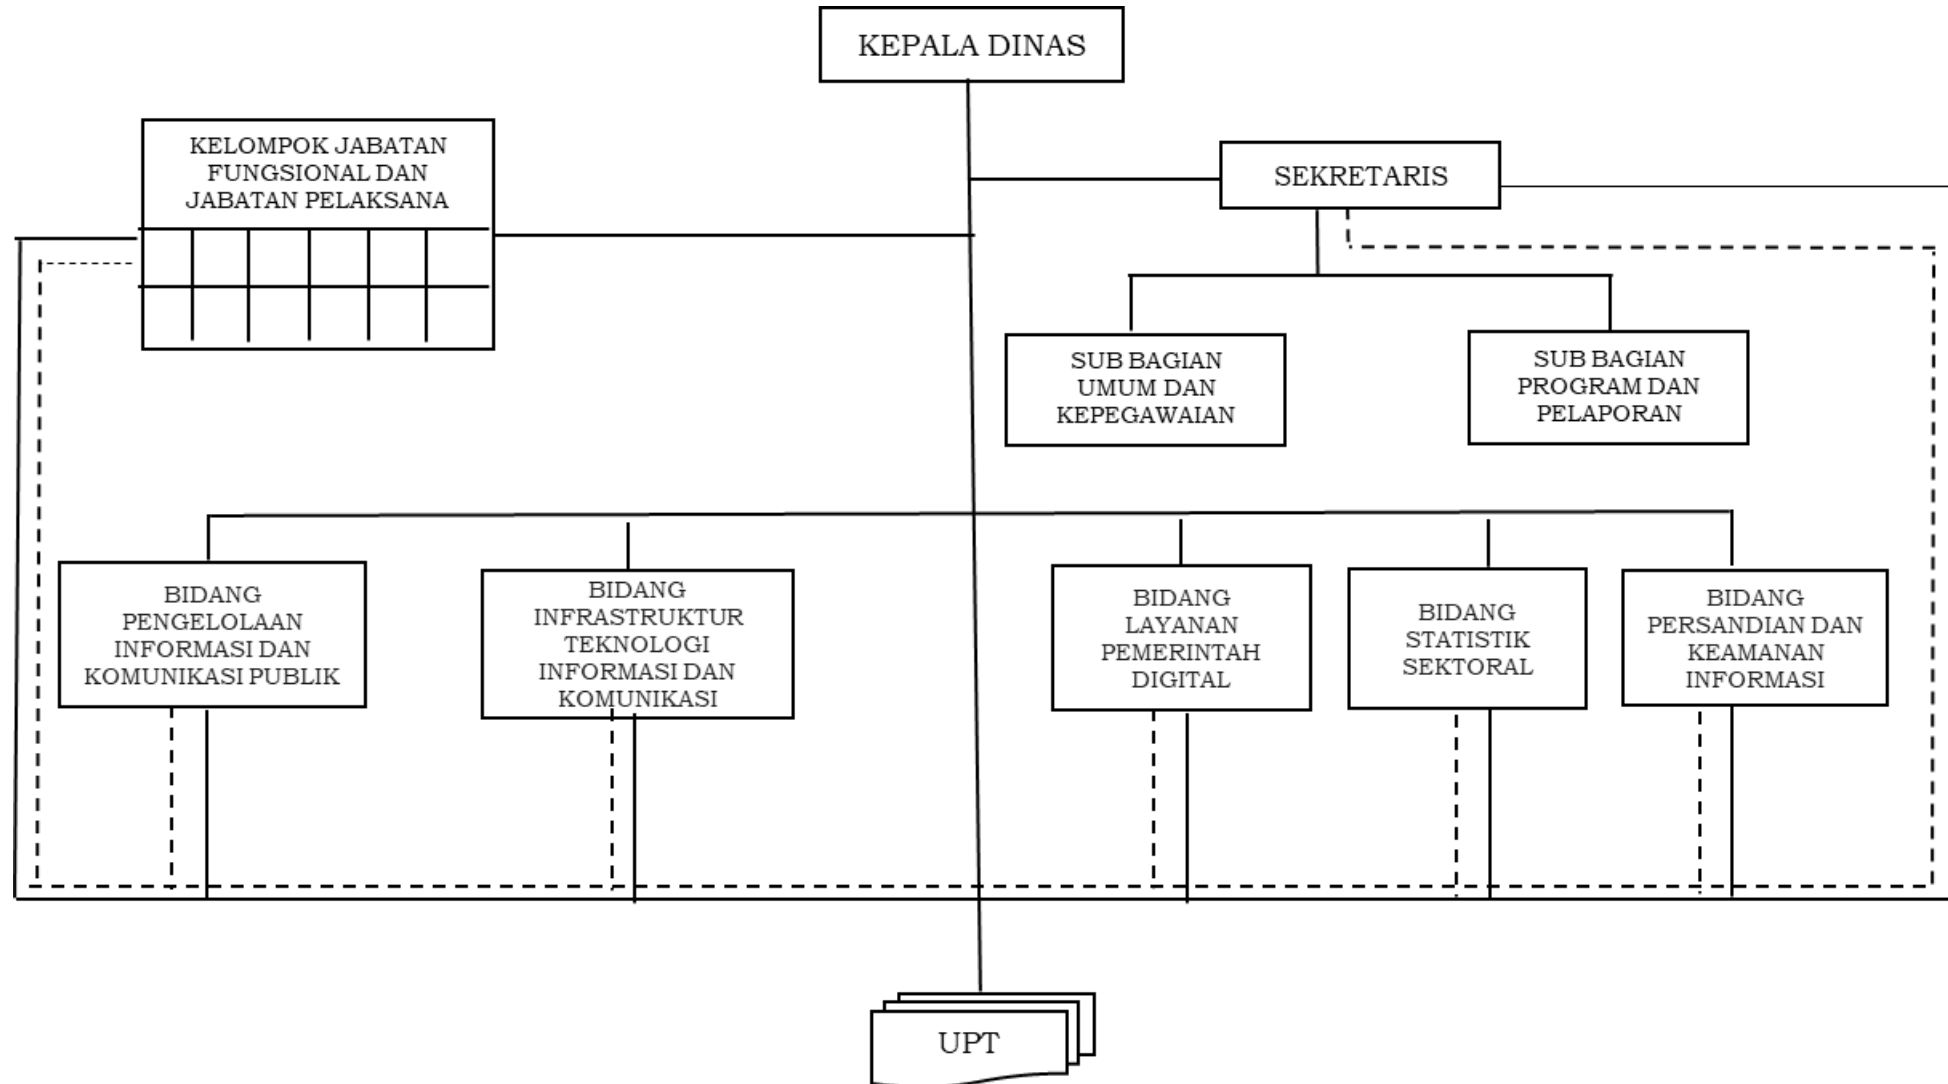 KEPALA DINAS
KELOMPOK JABATAN
FUNGSIONAL DAN
JABATAN PELAKSANA
SEKRETARIS
SUB BAGIAN
UMUM DAN
KEPEGAWAIAN
SUB BAGIAN
PROGRAM DAN
PELAPORAN
BIDANG
PENGELOLAAN
INFORMASI DAN
KOMUNIKASI PUBLIK
BIDANG
INFRASTRUKTUR
TEKNOLOGI
INFORMASI DAN
KOMUNIKASI
BIDANG
LAYANAN
PEMERINTAH
DIGITAL
BIDANG
STATISTIK
SEKTORAL
BIDANG
PERSANDIAN DAN
KEAMANAN
INFORMASI
UPT